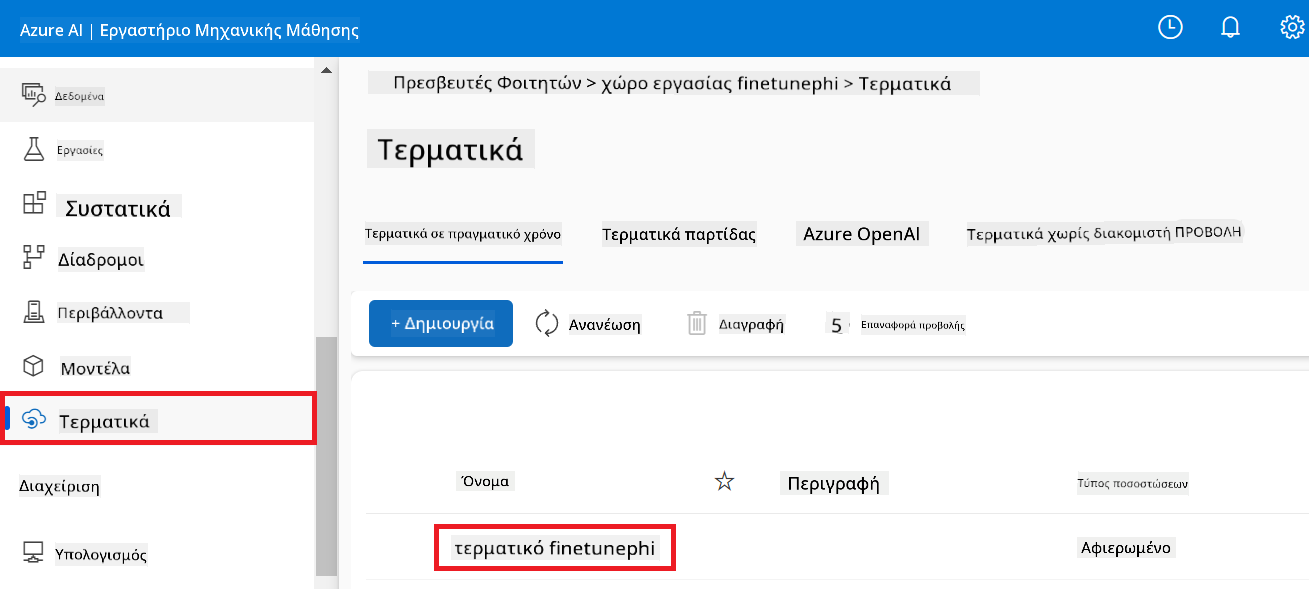 Azure AI | Εργαστήριο Μηχανικής Μάθησης
Δεδομένα
Εργασίες
Συστατικά
Δίαδρομοι
Περιβάλλοντα
Μοντέλα
Τερματικά
Διαχείριση
Υπολογισμός
Πρεσβευτές Φοιτητών > χώρο εργασίας finetunephi > Τερματικά
Τερματικά
Τερματικά σε πραγματικό χρόνο Τερματικά παρτίδας Azure OpenAI Τερματικά χωρίς διακομιστή ΠΡΟΒΟΛΗ
+ Δημιουργία Ανανέωση Διαγραφή 5 Επαναφορά προβολής
Όνομα Περιγραφή Τύπος ποσοστώσεων
τερματικό finetunephi Αφιερωμένο